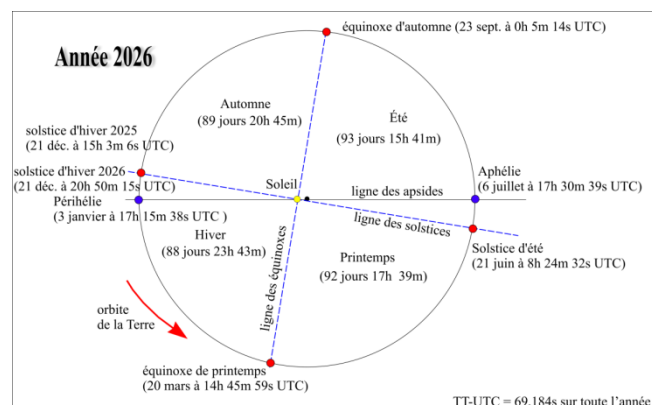 équinoxe d'automne (23 sept. à 0h 5m 14s UTC)
Année 2026
Automne
(89 jours 20h 45m)
Été
(93 jours 15h 41m)
solstice d'hiver 2025
(21 déc. à 15h 3m 6s UTC)
solstice d'hiver 2026
(21 déc. à 20h 50m 15s UTC)
Périhélie
(3 janvier à 17h 15m 38s UTC )
Soleil
ligne des apsides
Aphélie
(6 juillet à 17h 30m 39s UTC)
ligne des solstices
Solstice d'été
(21 juin à 8h 24m 32s UTC)
Hiver
(88 jours 23h 43m)
ligne des équinoxes
Printemps
(92 jours 17h 39m)
orbite
de la Terre
équinoxe de printemps
(20 mars à 14h 45m 59s UTC)
TT-UTC = 69,184s sur toute l'année